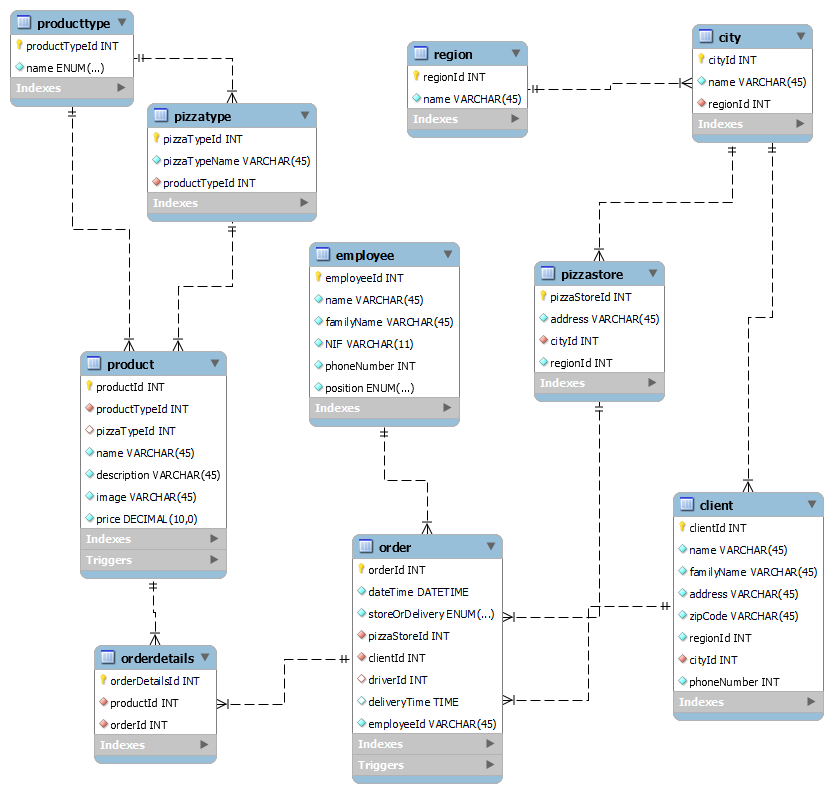 producttype
productTypeId INT
name ENUM(...)
Indexes
pizzatype
pizzaTypeId INT
pizzaTypeName VARCHAR(45)
productTypeId INT
Indexes
region
regionId INT
name VARCHAR(45)
Indexes
city
cityId INT
name VARCHAR(45)
regionId INT
Indexes
employee
employeeId INT
name VARCHAR(45)
familyName VARCHAR(45)
NIF VARCHAR(11)
phoneNumber INT
position ENUM(...)
Indexes
pizzastore
pizzaStoreId INT
address VARCHAR(45)
cityId INT
regionId INT
Indexes
product
productId INT
productTypeId INT
pizzaTypeId INT
name VARCHAR(45)
description VARCHAR(45)
image VARCHAR(45)
price DECIMAL(10,0)
Indexes
Triggers
client
clientId INT
name VARCHAR(45)
familyName VARCHAR(45)
address VARCHAR(45)
zipCode VARCHAR(45)
regionId INT
cityId INT
phoneNumber INT
Indexes
order
orderId INT
dateTime DATETIME
storeOrDelivery ENUM(...)
pizzaStoreId INT
clientId INT
driverId INT
deliveryTime TIME
employeeId VARCHAR(45)
Indexes
Triggers
orderdetails
orderDetailsId INT
productId INT
orderId INT
Indexes